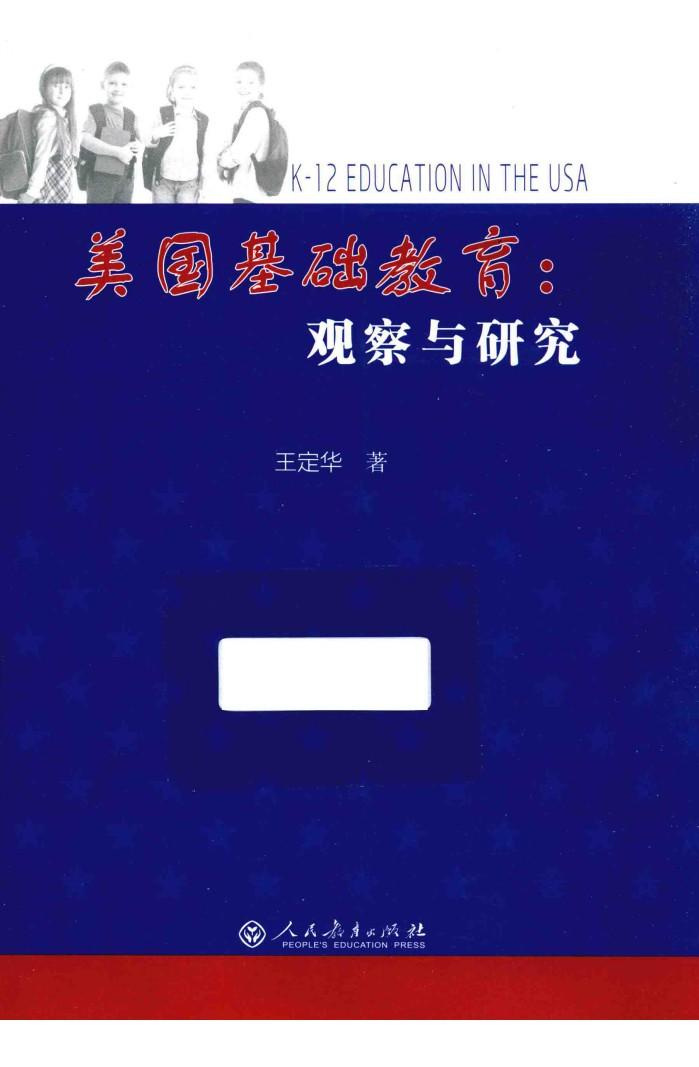 K-12 EDUCATION IN THE USA
美国基础教育：
观察与研究
王定华 著
人民教育出版社
PEOPLE'S EDUCATION PRESS